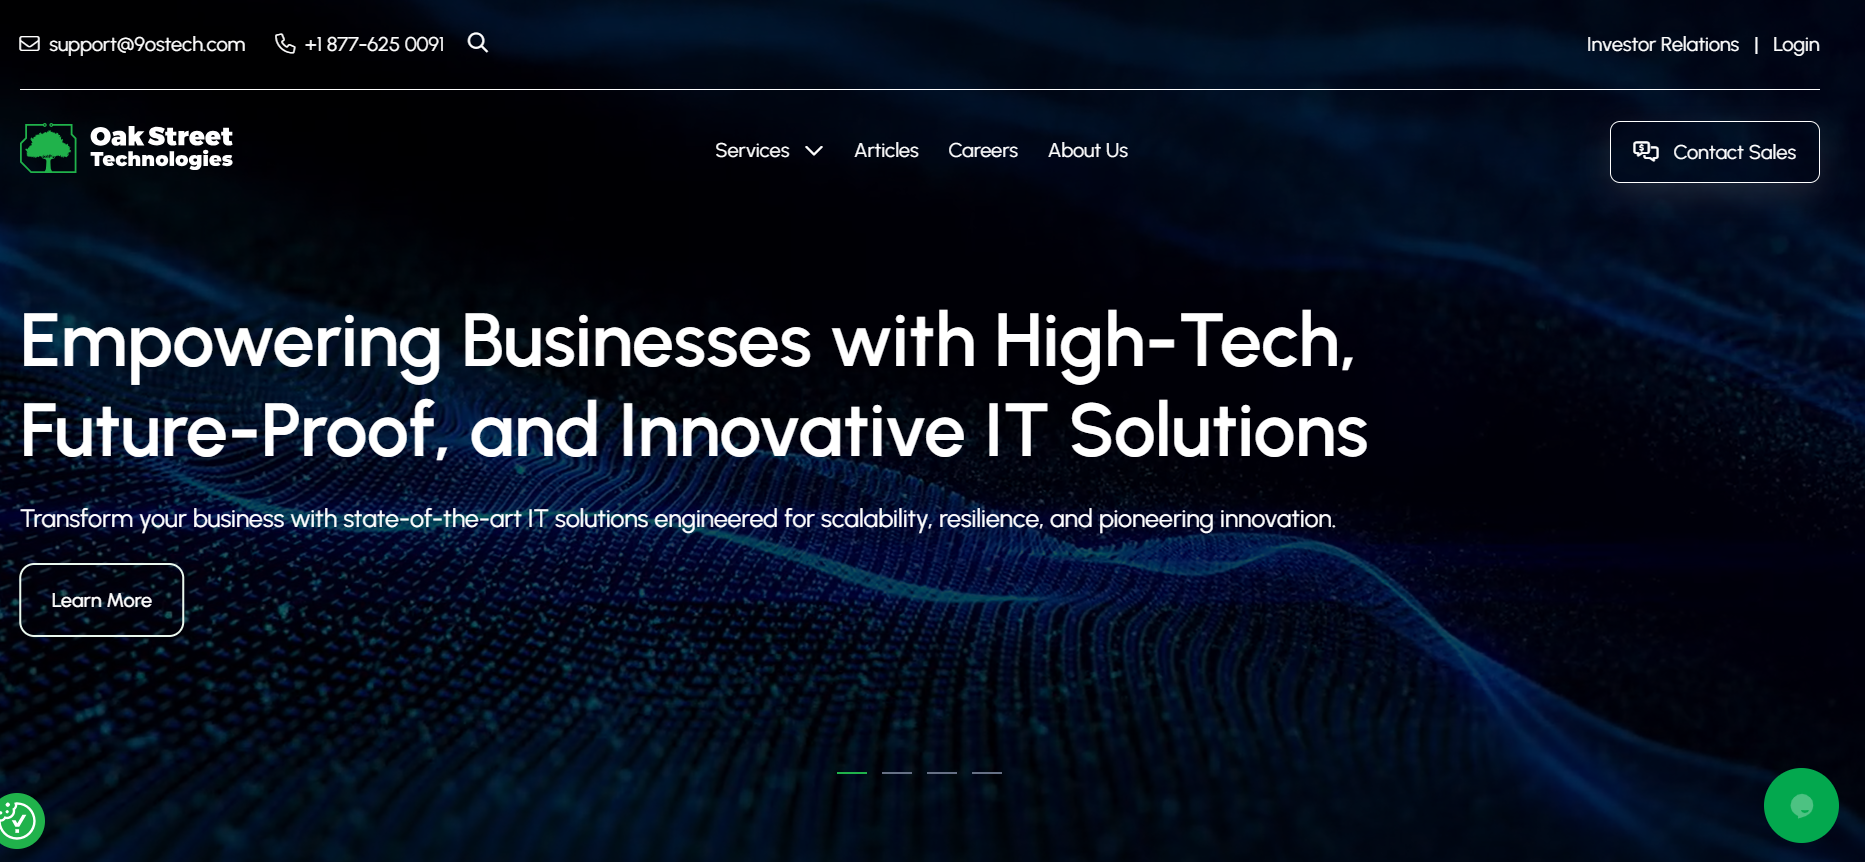 support@9ostech.com +1 877-625 0091 Investor Relations | Login
Oak Street
Technologies
Services Articles Careers About Us Contact Sales
Empowering Businesses with High-Tech,
Future-Proof, and Innovative IT Solutions
Transform your business with state-of-the-art IT solutions engineered for scalability, resilience, and pioneering innovation.
Learn More